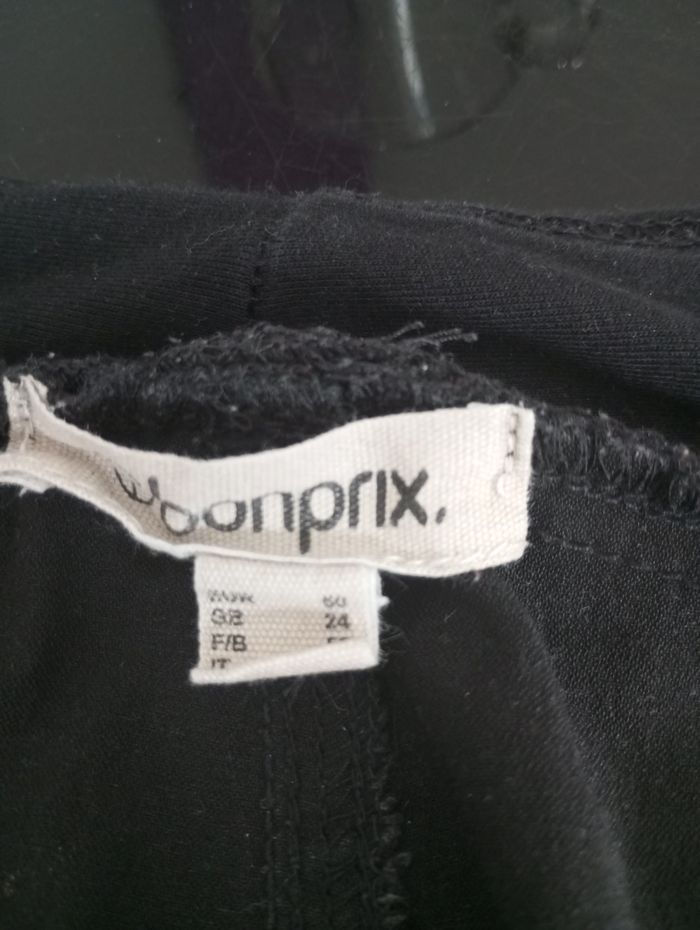 bonprix.
GB 24
F/B
IT